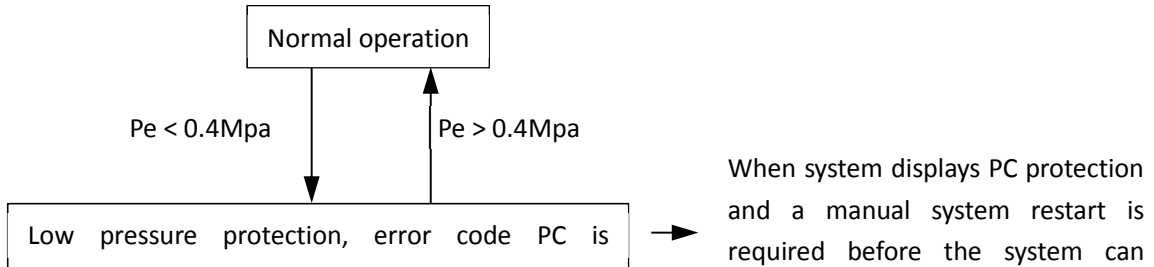 Normal operation
Pe < 0.4Mpa
Pe > 0.4Mpa
Low pressure protection, error code PC is
When system displays PC protection
and a manual system restart is
required before the system can